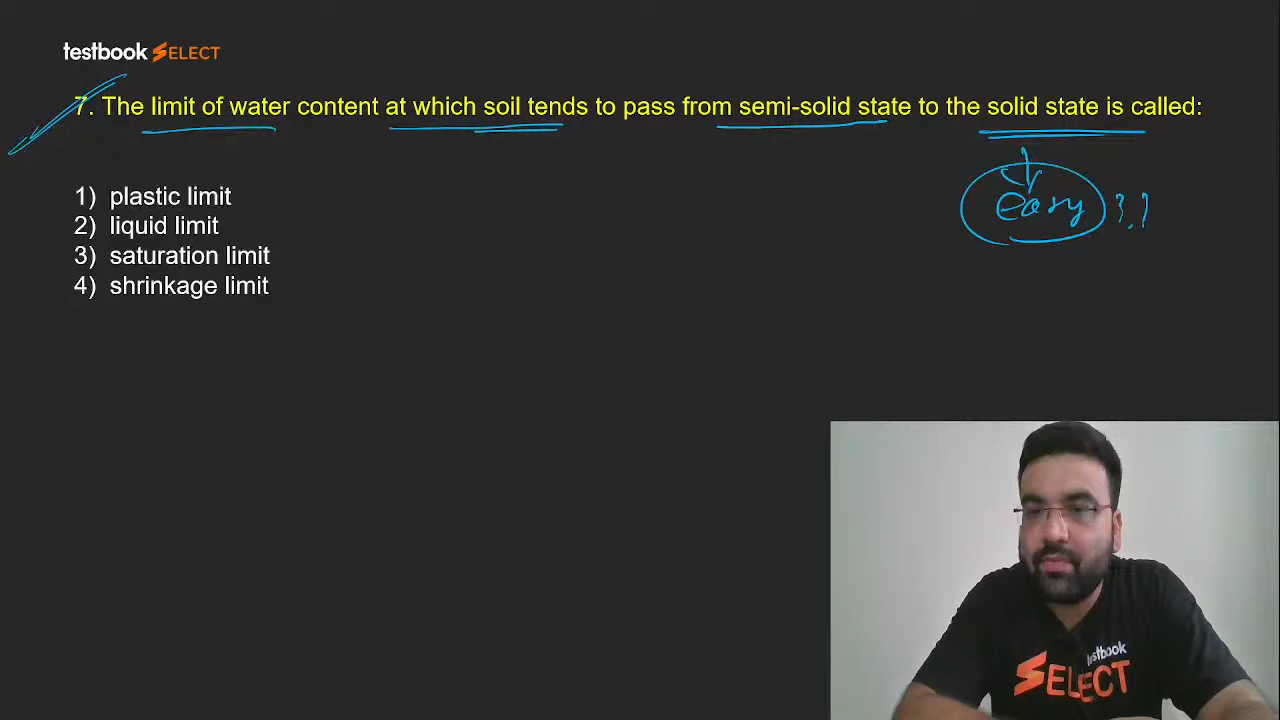 testbook SELECT
7. The limit of water content at which soil tends to pass from semi-solid state to the solid state is called:
easy ??
1) plastic limit
2) liquid limit
3) saturation limit
4) shrinkage limit
testbook
SELECT